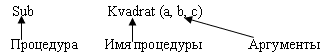 Sub Kvadrat (a, b, c)
Процедура Имя процедуры Аргументы